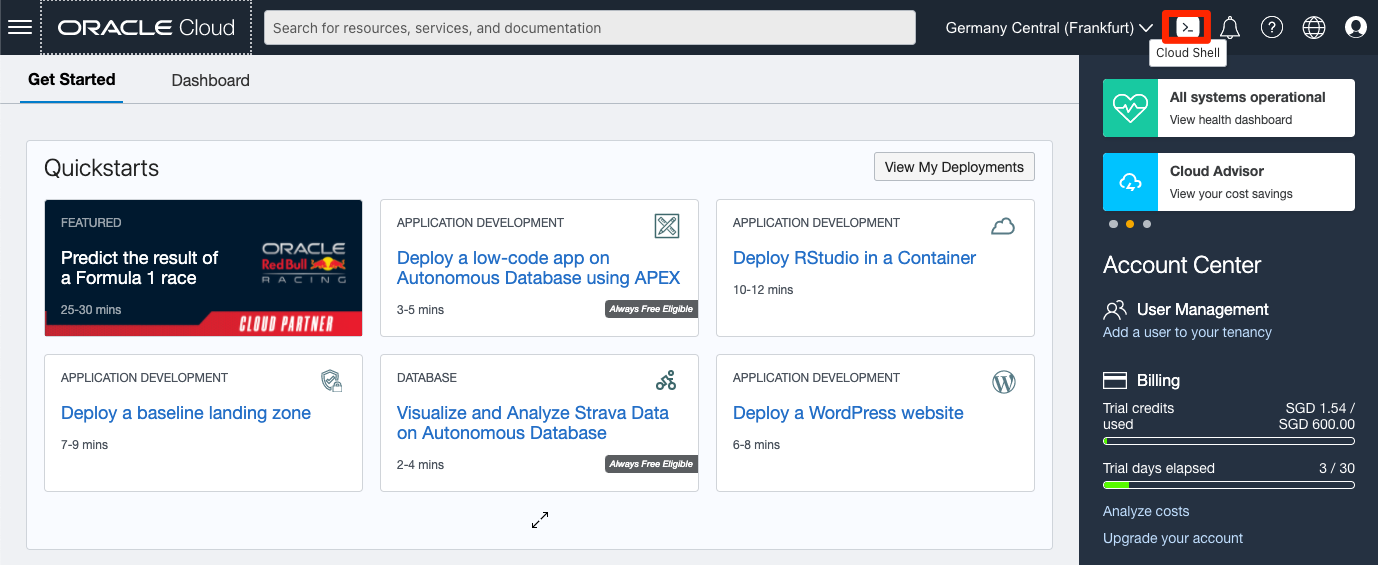 ORACLE Cloud
Search for resources, services, and documentation
Germany Central (Frankfurt)
Cloud Shell
Get Started
Dashboard
Quickstarts
View My Deployments
FEATURED
Predict the result of
a Formula 1 race
25-30 mins
ORACLE
Red Bull
RACING
CLOUD PARTNER
APPLICATION DEVELOPMENT
Deploy a low-code app on
Autonomous Database using APEX
3-5 mins
Always Free Eligible
APPLICATION DEVELOPMENT
Deploy RStudio in a Container
10-12 mins
APPLICATION DEVELOPMENT
Deploy a baseline landing zone
7-9 mins
DATABASE
Visualize and Analyze Strava Data
on Autonomous Database
2-4 mins
Always Free Eligible
APPLICATION DEVELOPMENT
Deploy a WordPress website
6-8 mins
All systems operational
View health dashboard
Cloud Advisor
View your cost savings
Account Center
User Management
Add a user to your tenancy
Billing
Trial credits SGD 1.54 /
used SGD 600.00
Trial days elapsed 3 / 30
Analyze costs
Upgrade your account